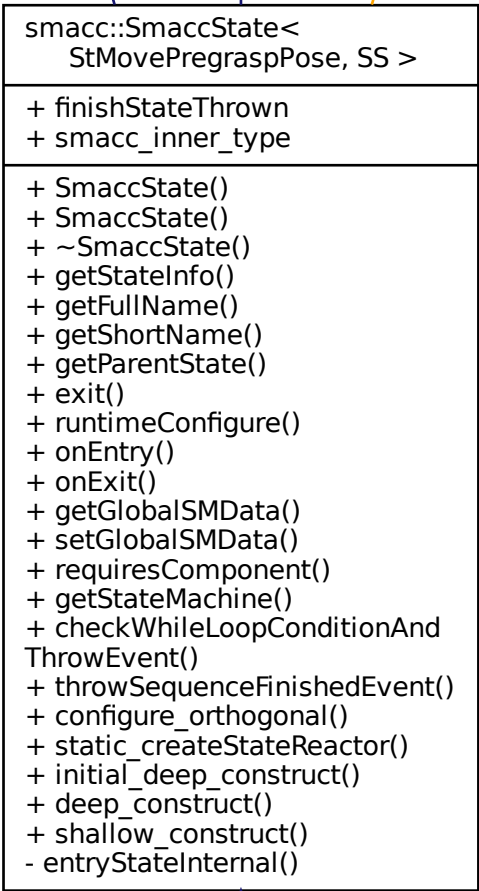 smacc::SmaccState<
StMovePregraspPose, SS >
+ finishStateThrown
+ smacc_inner_type
+ SmaccState()
+ SmaccState()
+ ~SmaccState()
+ getStateInfo()
+ getFullName()
+ getShortName()
+ getParentState()
+ exit()
+ runtimeConfigure()
+ onEntry()
+ onExit()
+ getGlobalSMData()
+ setGlobalSMData()
+ requiresComponent()
+ getStateMachine()
+ checkWhileLoopConditionAnd
ThrowEvent()
+ throwSequenceFinishedEvent()
+ configure_orthogonal()
+ static_createStateReactor()
+ initial_deep_construct()
+ deep_construct()
+ shallow_construct()
- entryStateInternal()